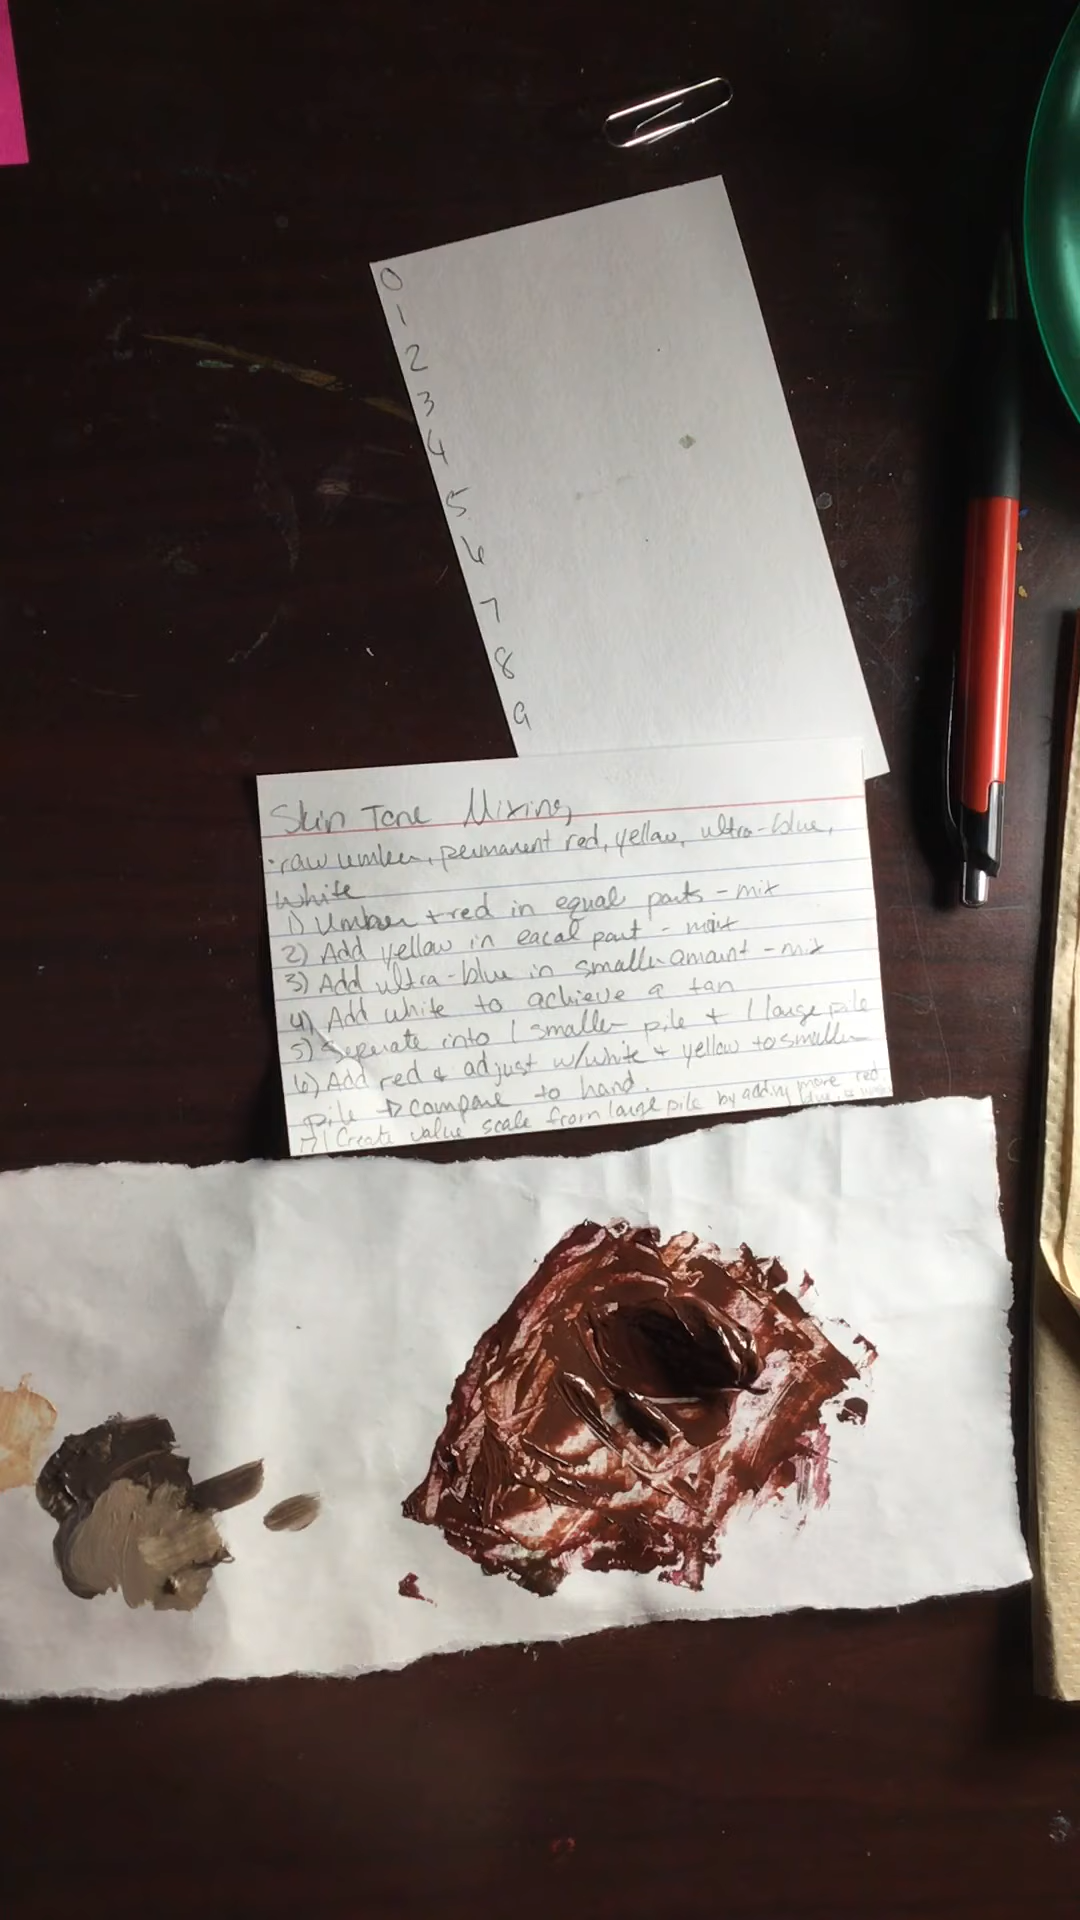 0
1
2
3
4
5
6
7
8
9
Skin Tone Mixing
·raw umber, permanent red, yellow, ultra-blue,
White
1) Umber + red in equal parts - mix
2) Add yellow in eacal part - mix
3) Add ultra-blue in smaller amount - mix
4) Add white to achieve a tan
5) Seperate into 1 smaller pile + 1 large pile
6) Add red & adjust w/white + yellow to smaller
pile → compare to hand.
7) Create value scale from large pile by adding more red
blue, &